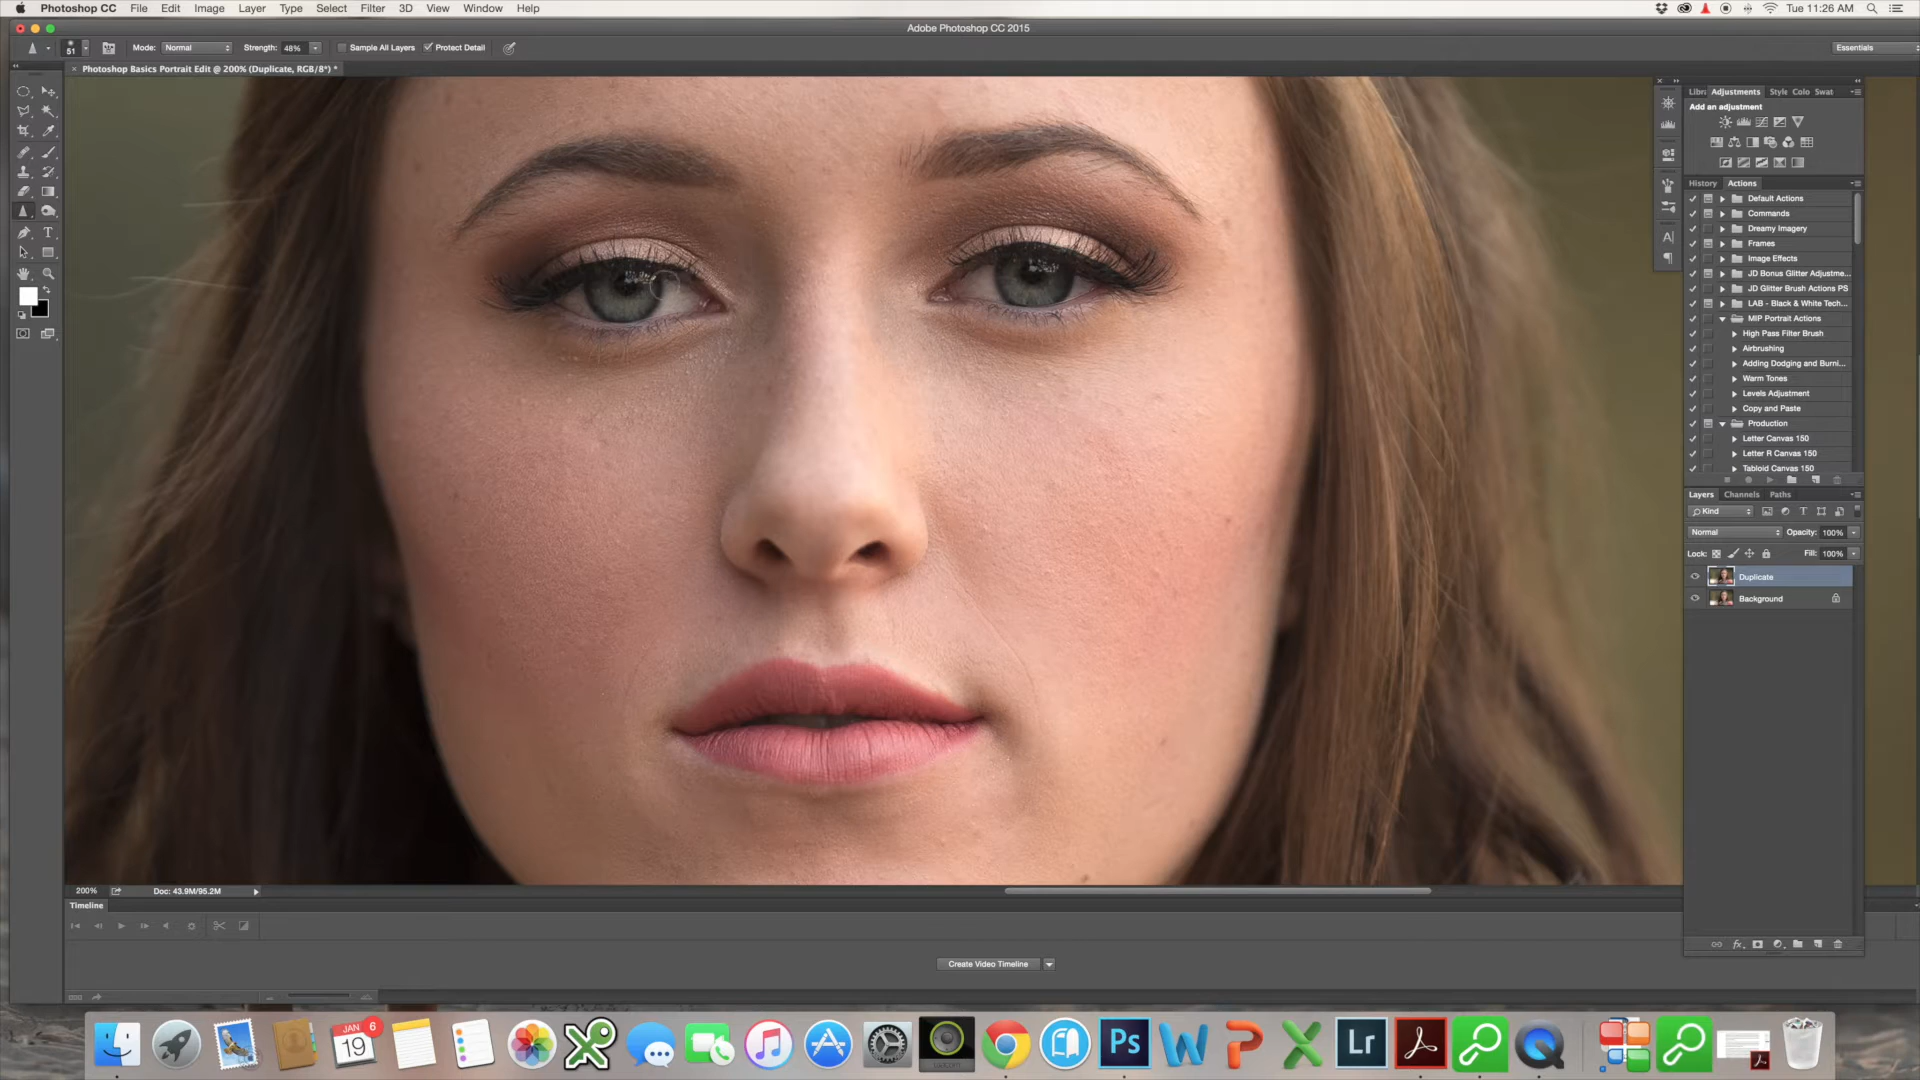 Photoshop CC File Edit Image Layer Type Select Filter 3D View Window Help Tue 11:26 AM
Adobe Photoshop CC 2015
51 Mode: Normal Strength: 48% Sample All Layers Protect Detail Essentials
× Photoshop Basics Portrait Edit @ 200% (Duplicate, RGB/8*) *
Libra Adjustments Style Colo Swat
Add an adjustment
History Actions
Default Actions
Commands
Dreamy Imagery
Frames
Image Effects
JD Bonus Glitter Adjustme...
JD Glitter Brush Actions PS
LAB - Black & White Tech...
MIP Portrait Actions
High Pass Filter Brush
Airbrushing
Adding Dodging and Burni...
Warm Tones
Levels Adjustment
Copy and Paste
Production
Letter Canvas 150
Letter R Canvas 150
Tabloid Canvas 150
Layers Channels Paths
Kind
Normal Opacity: 100%
Lock: Fill: 100%
Duplicate
Background
200% Doc: 43.9M/95.2M
Timeline
Create Video Timeline
JAN 6
19
Ps
Lr